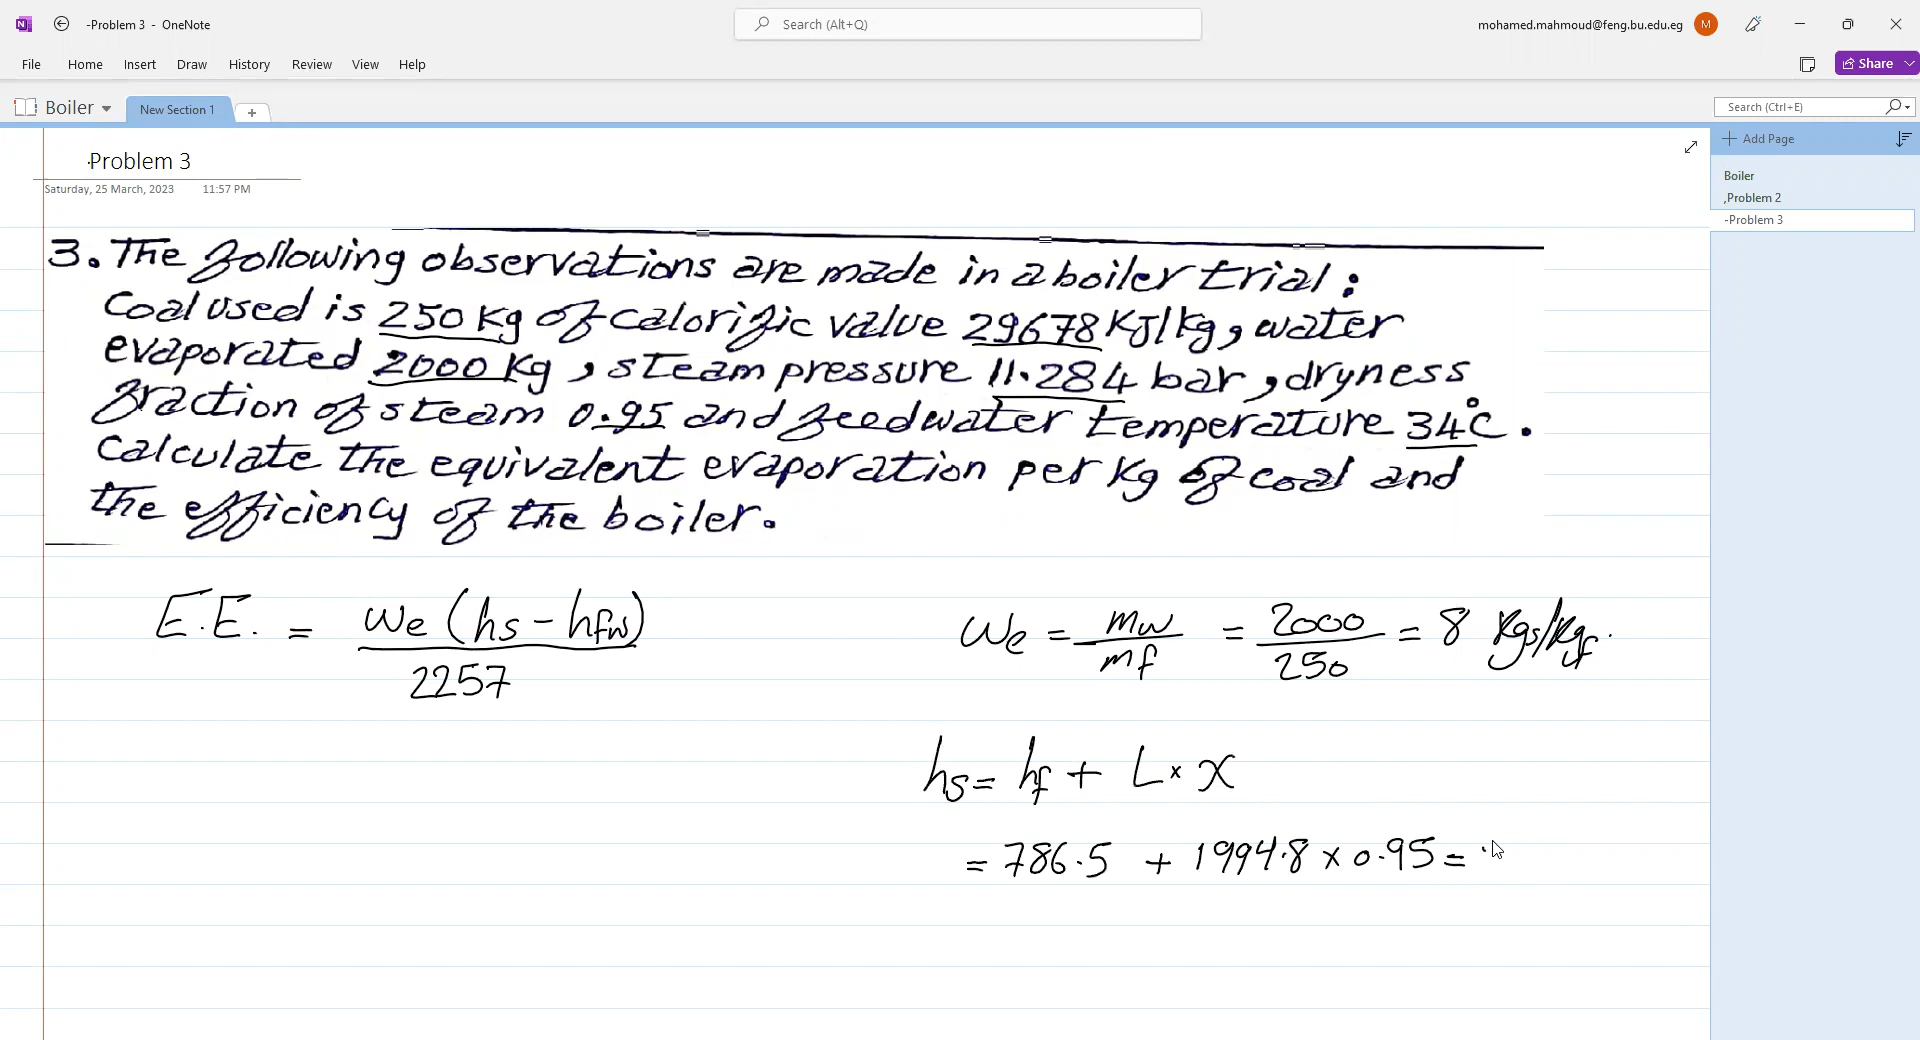 -Problem 3 - OneNote
Search (Alt+Q)
mohamed.mahmoud@feng.bu.edu.eg
M
File Home Insert Draw History Review View Help
Share
Boiler
New Section 1
+
Search (Ctrl+E)
Add Page
Boiler
,Problem 2
-Problem 3
-Problem 3
Saturday, 25 March, 2023 11:57 PM
3. The following observations are made in a boiler trial:
Coal used is 250 Kg of calorific value 29678 KJ/kg, water
evaporated 2000 Kg, steam pressure 11.284 bar, dryness
fraction of steam 0.95 and feedwater temperature 34°C.
Calculate the equivalent evaporation per Kg of coal and
the efficiency of the boiler.
E.E. = we (hs - hfw) / 2257
we = mw / mf = 2000 / 250 = 8 kgs/kgf.
hs = hf + L × x
= 786.5 + 1994.8 × 0.95 =